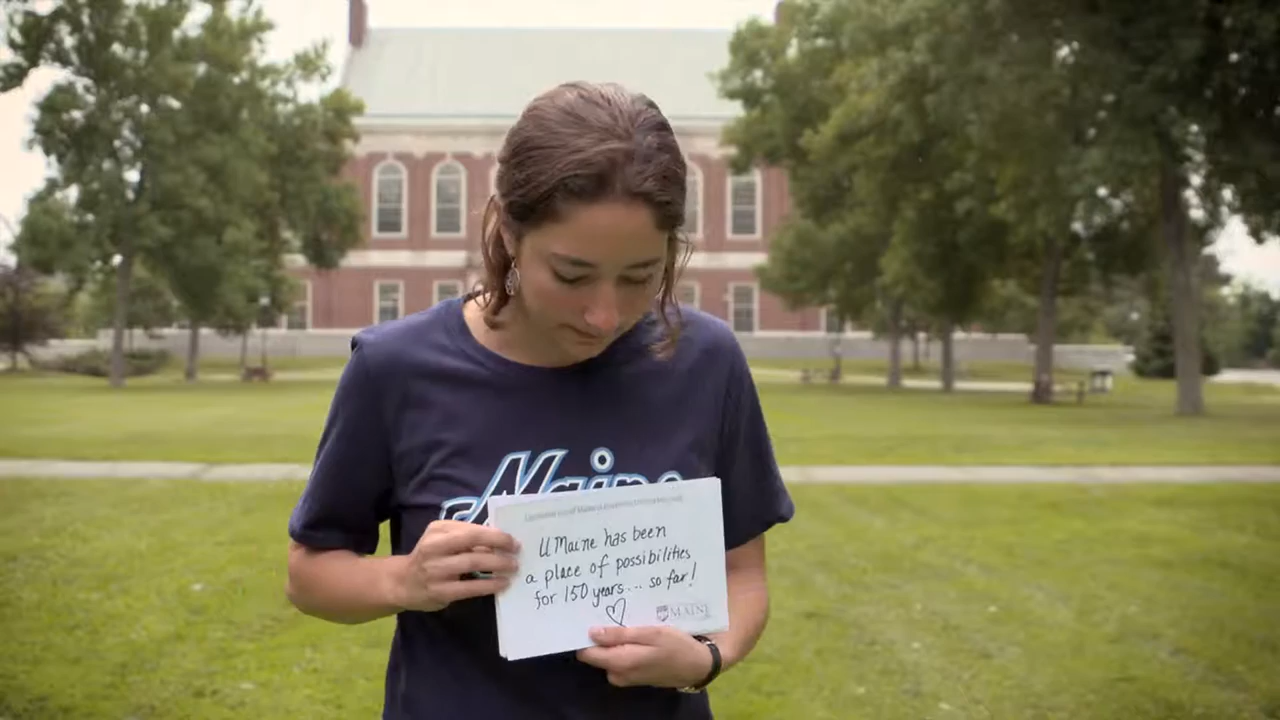 Maine
UMaine has been
a place of possibilities
for 150 years... so far!
MAINE